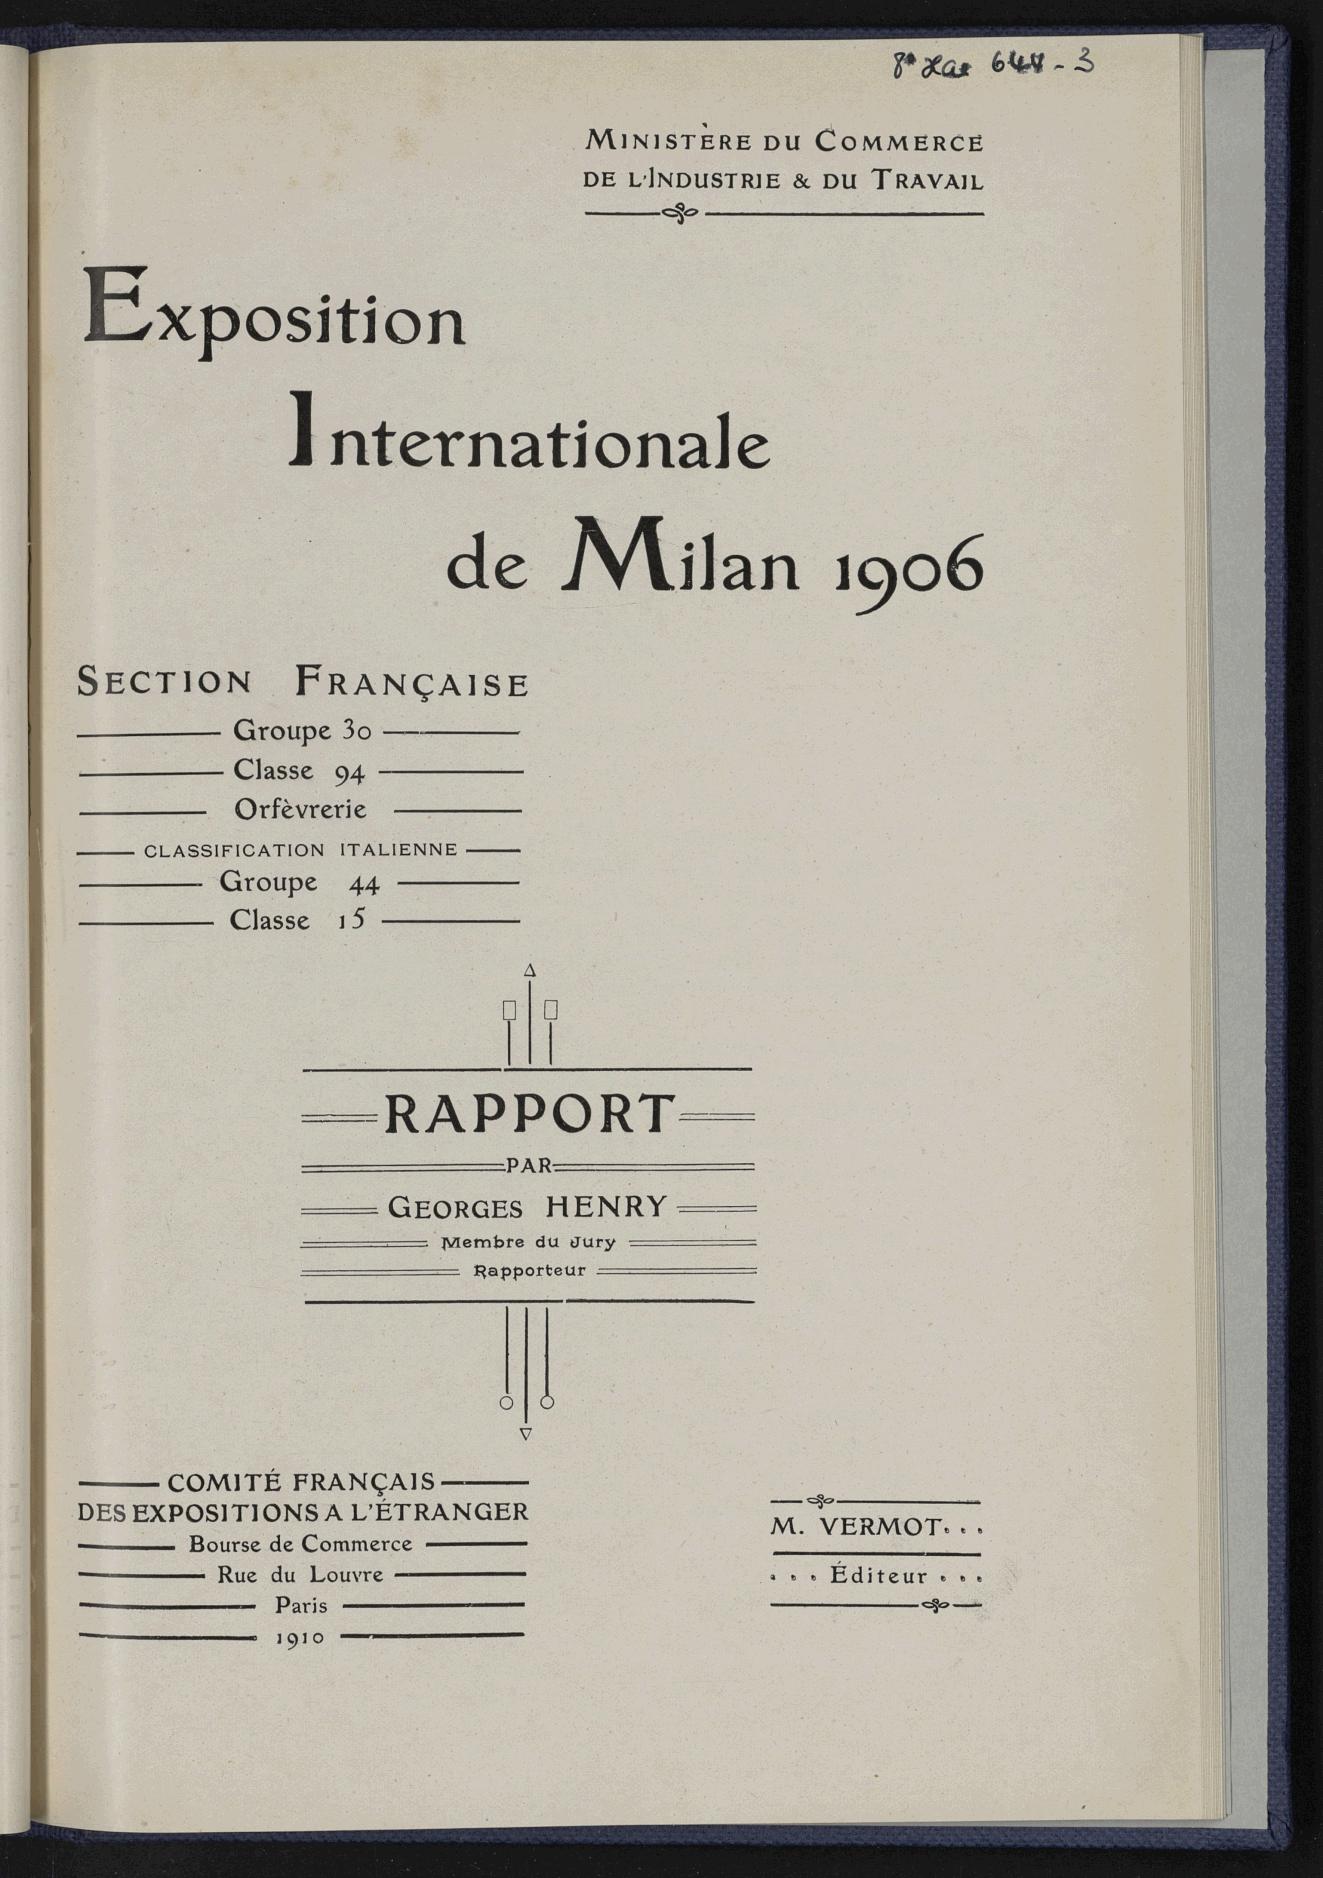 8° Xae 644-3
MINISTÈRE DU COMMERCE
DE L'INDUSTRIE & DU TRAVAIL
Exposition
Internationale
de Milan 1906
SECTION FRANÇAISE
Groupe 30
Classe 94
Orfèvrerie
CLASSIFICATION ITALIENNE
Groupe 44
Classe 15
RAPPORT
PAR
GEORGES HENRY
Membre du Jury
Rapporteur
COMITÉ FRANÇAIS
DES EXPOSITIONS A L'ÉTRANGER
Bourse de Commerce
Rue du Louvre
Paris
1910
M. VERMOT...
... Éditeur ...